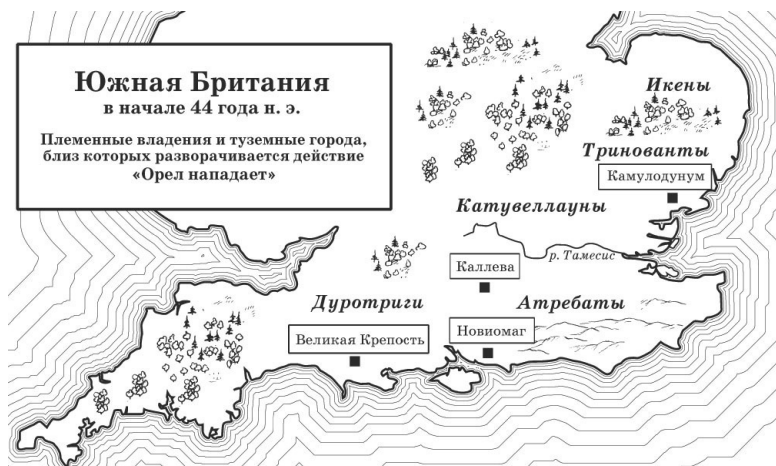 Южная Британия
в начале 44 года н. э.
Племенные владения и туземные города,
близ которых разворачивается действие
«Орел нападает»
Икены
Тринованты
Камулодунум
Катувеллауны
р. Тамесис
Каллева
Дуротриги
Атребаты
Великая Крепость
Новиомаг